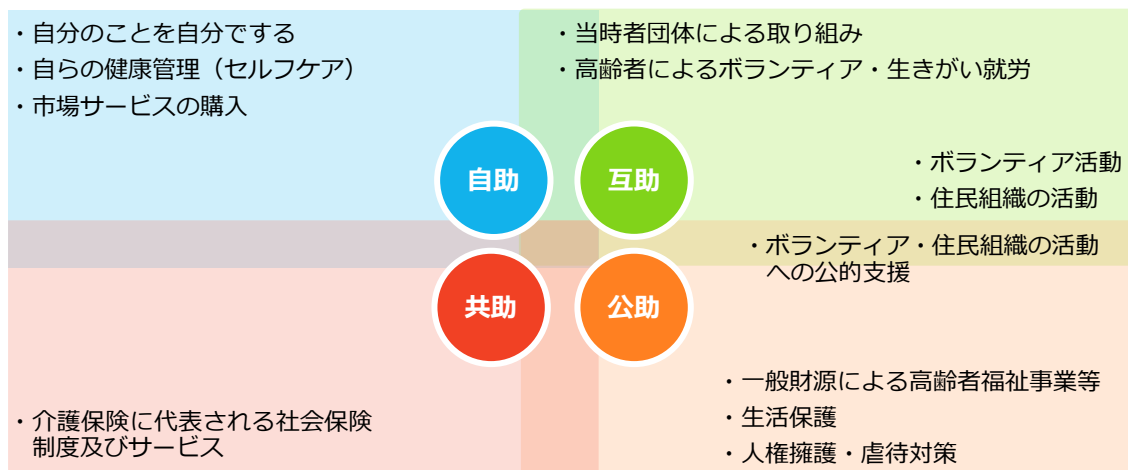 ・自分のことを自分でする
・自らの健康管理（セルフケア）
・市場サービスの購入
・当時者団体による取り組み
・高齢者によるボランティア・生きがい就労
自助
互助
・ボランティア活動
・住民組織の活動
・ボランティア・住民組織の活動
への公的支援
共助
公助
・介護保険に代表される社会保険
制度及びサービス
・一般財源による高齢者福祉事業等
・生活保護
・人権擁護・虐待対策